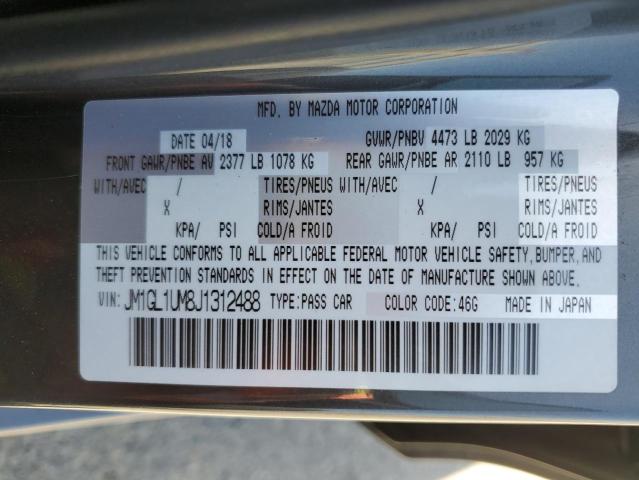 MFD. BY MAZDA MOTOR CORPORATION
DATE 04/18 GVWR/PNBV 4473 LB 2029 KG
FRONT GAWR/PNBE AV 2377 LB 1078 KG REAR GAWR/PNBE AR 2110 LB 957 KG
WITH/AVEC / TIRES/PNEUS WITH/AVEC / TIRES/PNEUS
X RIMS/JANTES X RIMS/JANTES
KPA/ PSI COLD/A FROID KPA/ PSI COLD/A FROID
THIS VEHICLE CONFORMS TO ALL APPLICABLE FEDERAL MOTOR VEHICLE SAFETY, BUMPER, AND
THEFT PREVENTION STANDARDS IN EFFECT ON THE DATE OF MANUFACTURE SHOWN ABOVE.
VIN: JM1GL1UM8J1312488 TYPE:PASS CAR COLOR CODE:46G MADE IN JAPAN